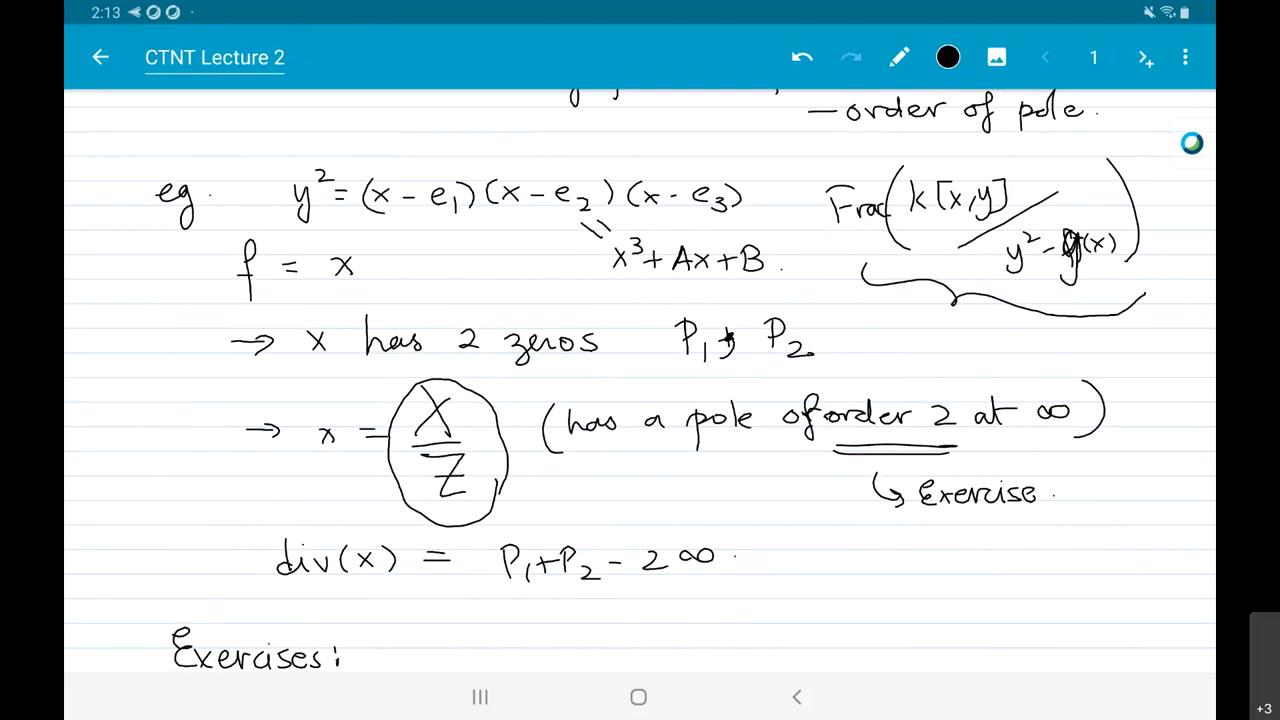 2:13
CTNT Lecture 2
1
— order of pole.
eg. y² = (x - e₁)(x - e₂)(x - e₃)
Frac(k[x,y] / y² - g(x))
f = x
x³ + Ax + B.
→ x has 2 zeros P₁, P₂
→ x = X/Z (has a pole of order 2 at ∞)
↳ Exercise.
div(x) = P₁ + P₂ - 2∞.
Exercises:
+3